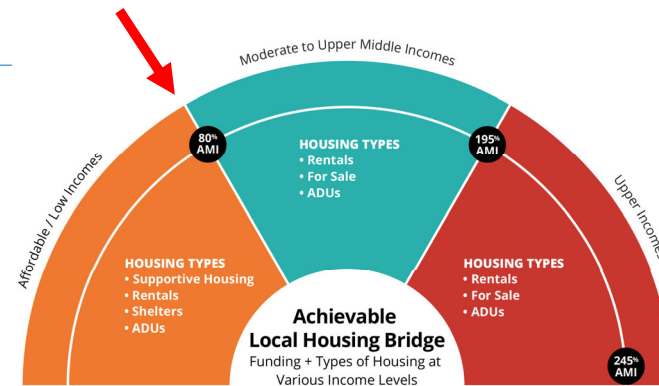 Moderate to Upper Middle Incomes
Affordable / Low Incomes
80%
AMI
HOUSING TYPES
• Rentals
• For Sale
• ADUs
195%
AMI
Upper Incomes
HOUSING TYPES
• Supportive Housing
• Rentals
• Shelters
• ADUs
HOUSING TYPES
• Rentals
• For Sale
• ADUs
Achievable
Local Housing Bridge
Funding + Types of Housing at
Various Income Levels
245%
AMI